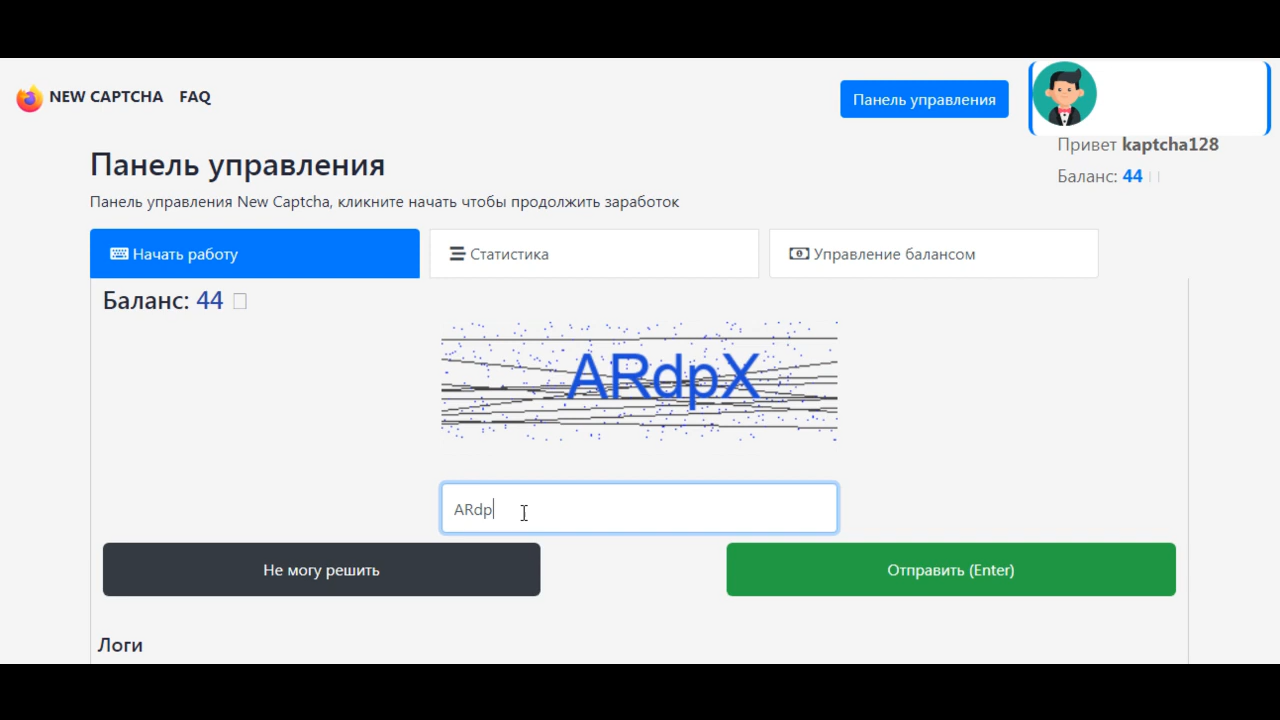 NEW CAPTCHA FAQ
Панель управления
Привет kaptcha128
Баланс: 44
Панель управления
Панель управления New Captcha, кликните начать чтобы продолжить заработок
Начать работу
Статистика
Управление балансом
Баланс: 44
ARdpX
ARdp
Не могу решить
Отправить (Enter)
Логи